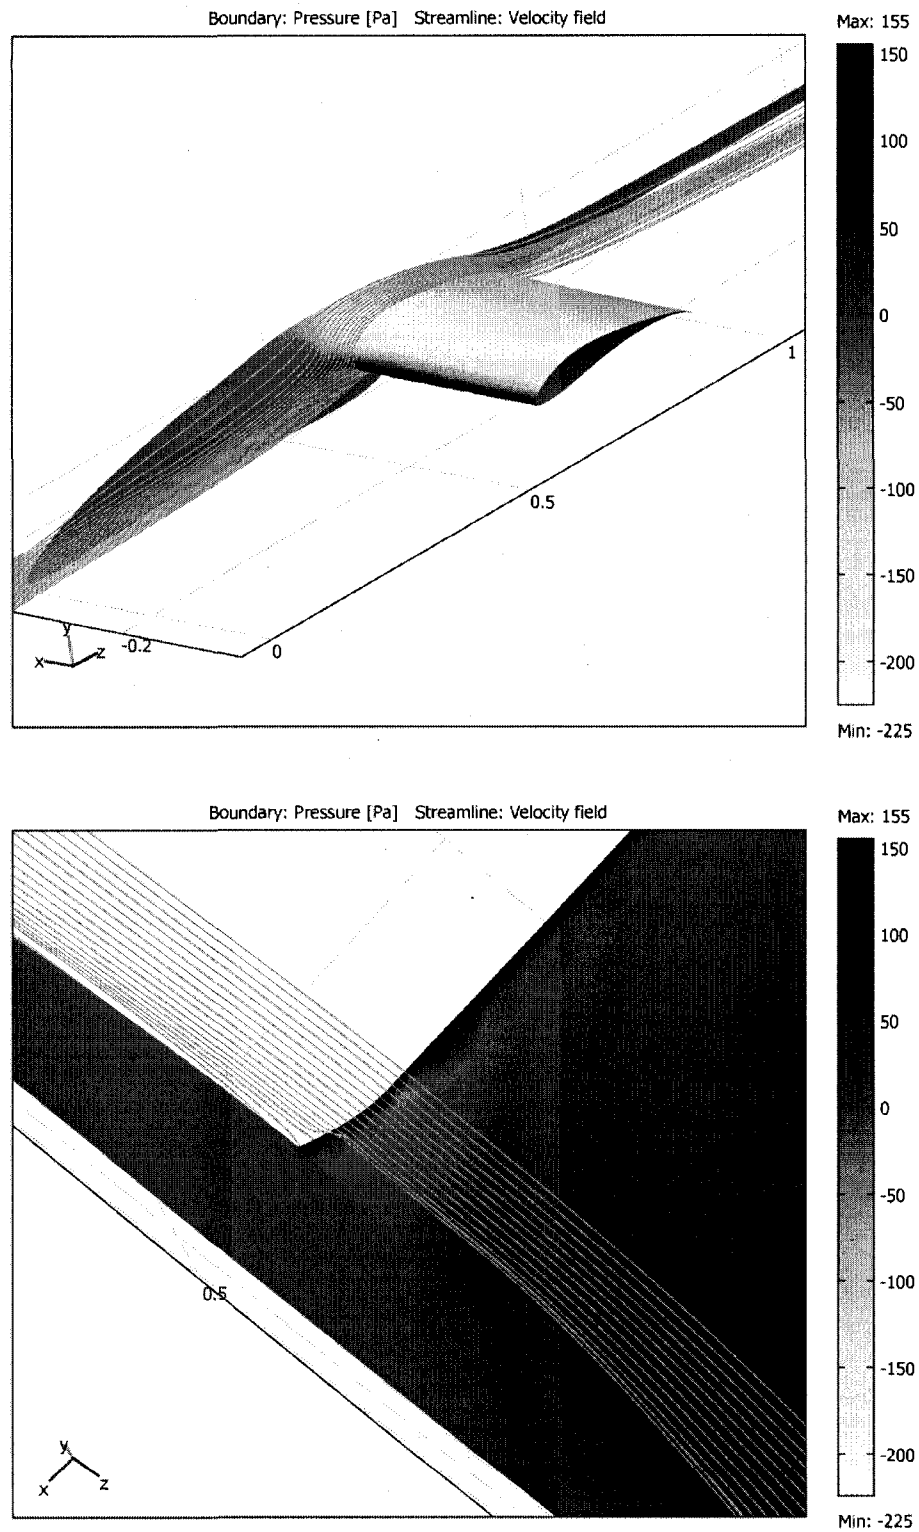 Boundary: Pressure [Pa] Streamline: Velocity field
Max: 155
150
100
50
0
-50
-100
-150
-200
Min: -225
1
0.5
0
-0.2
y
x
z
Boundary: Pressure [Pa] Streamline: Velocity field
Max: 155
150
100
50
0
-50
-100
-150
-200
Min: -225
0.5
y
x
z